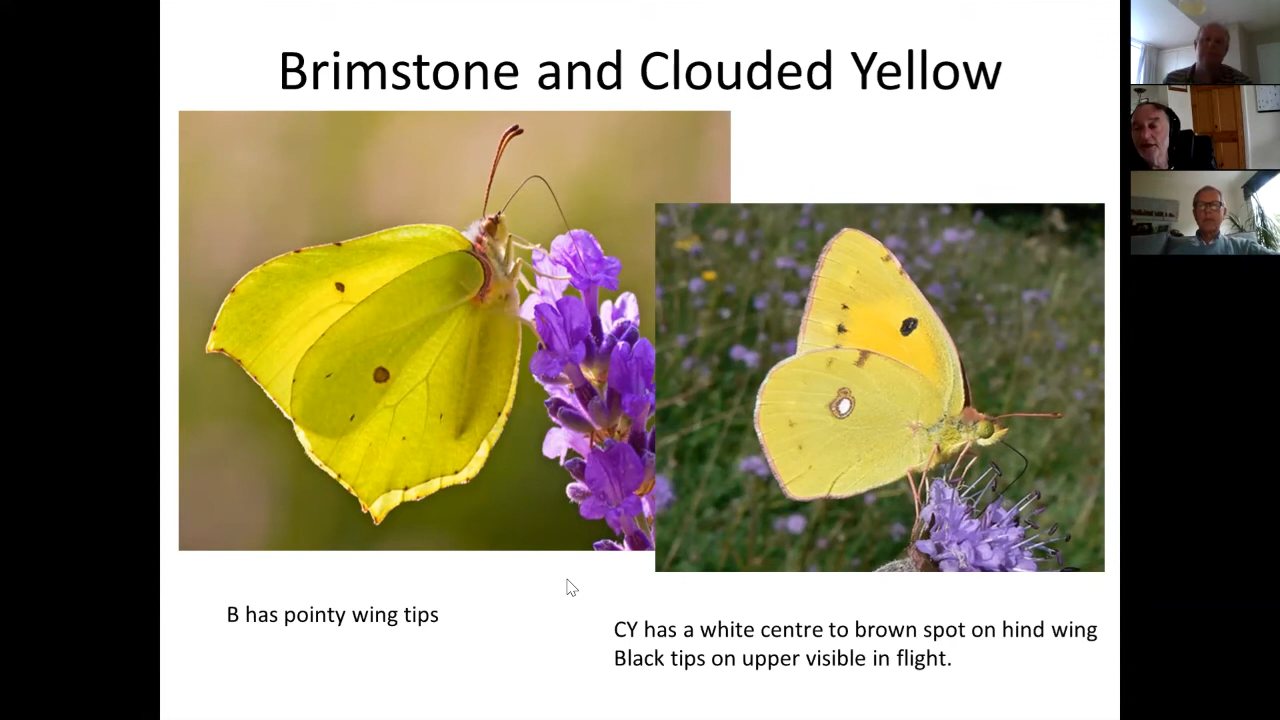 Brimstone and Clouded Yellow
B has pointy wing tips
CY has a white centre to brown spot on hind wing
Black tips on upper visible in flight.